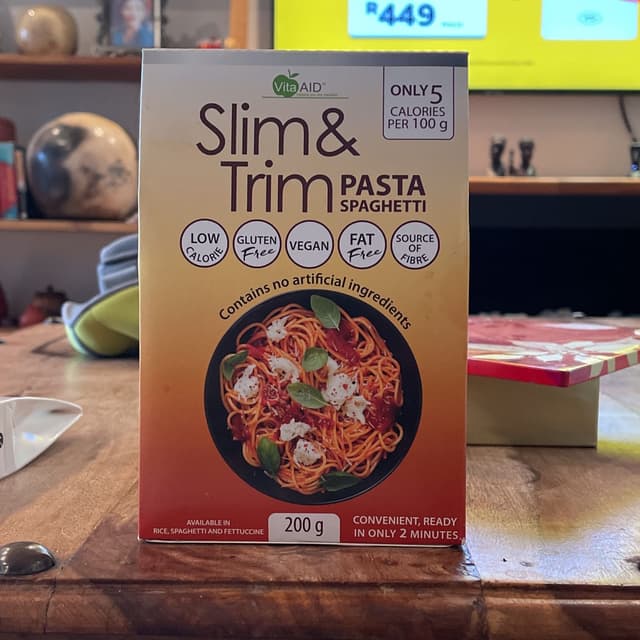 R449
VitaAID™
Slim &
Trim PASTA
SPAGHETTI
ONLY 5
CALORIES
PER 100 g
LOW
CALORIE
GLUTEN
Free
VEGAN
FAT
Free
SOURCE
OF
FIBRE
Contains no artificial ingredients
AVAILABLE IN
RICE, SPAGHETTI AND FETTUCCINE
200 g
CONVENIENT, READY
IN ONLY 2 MINUTES